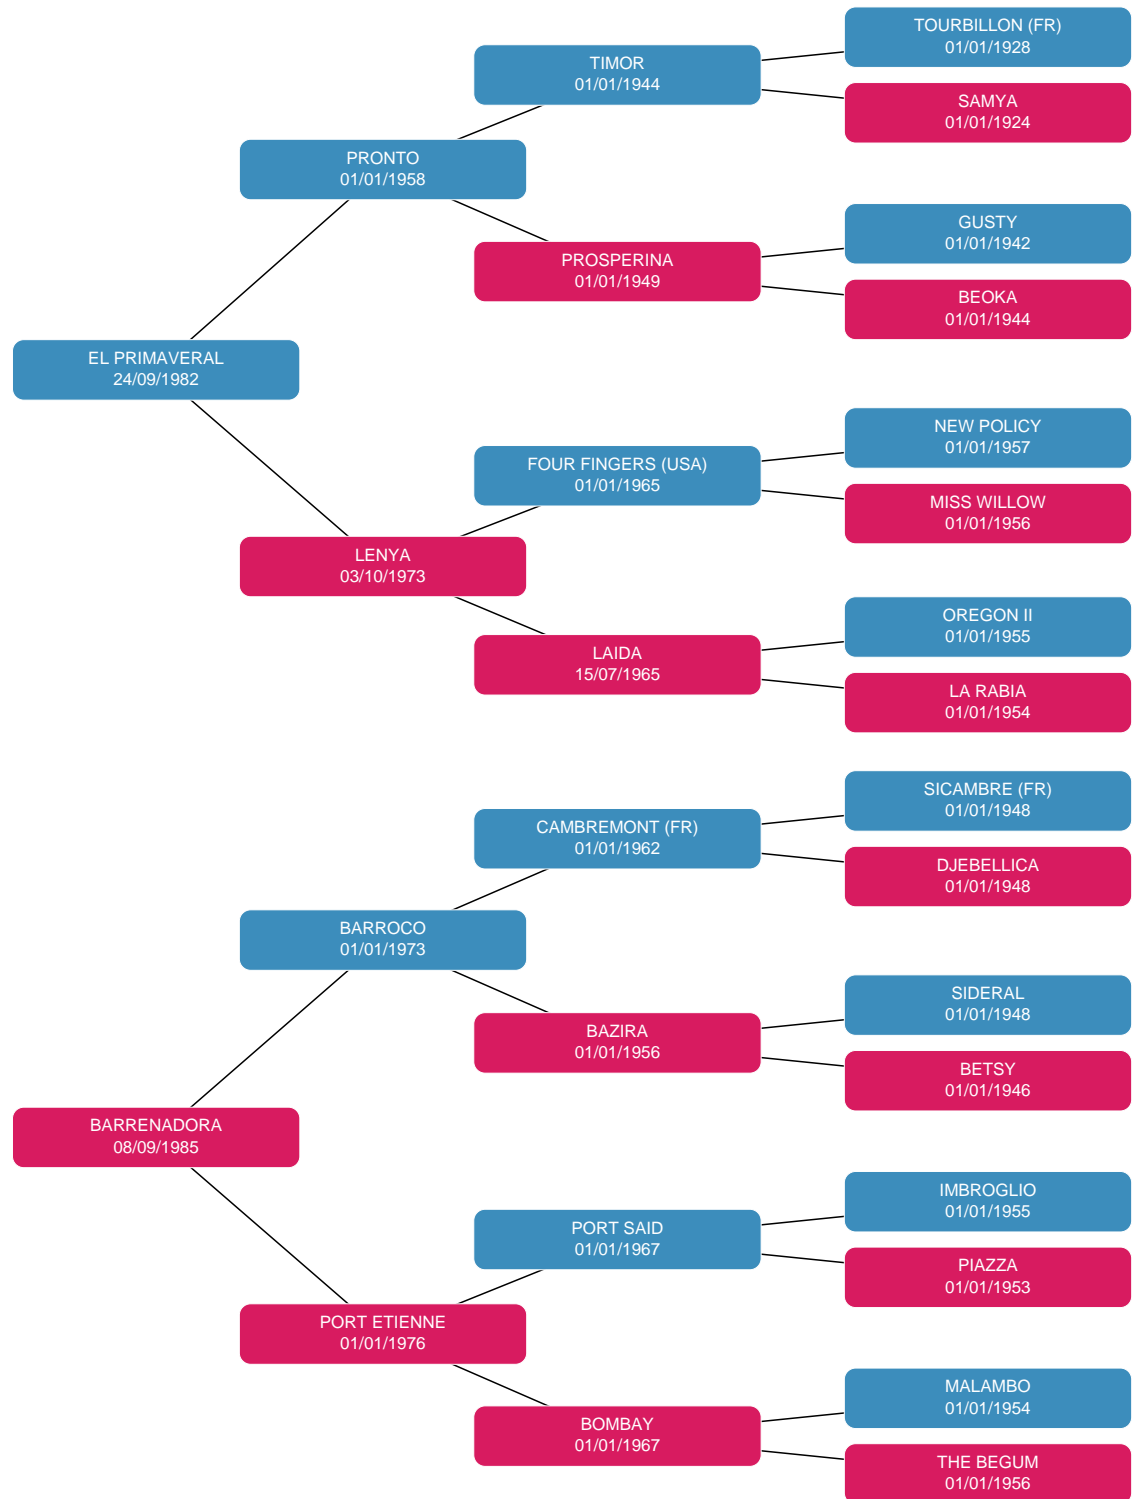 TOURBILLON (FR)
01/01/1928
TIMOR
01/01/1944
SAMYA
01/01/1924
PRONTO
01/01/1958
GUSTY
01/01/1942
PROSPERINA
01/01/1949
BEOKA
01/01/1944
EL PRIMAVERAL
24/09/1982
NEW POLICY
01/01/1957
FOUR FINGERS (USA)
01/01/1965
MISS WILLOW
01/01/1956
LENYA
03/10/1973
OREGON II
01/01/1955
LAIDA
15/07/1965
LA RABIA
01/01/1954
SICAMBRE (FR)
01/01/1948
CAMBREMONT (FR)
01/01/1962
DJEBELLICA
01/01/1948
BARROCO
01/01/1973
SIDERAL
01/01/1948
BAZIRA
01/01/1956
BETSY
01/01/1946
BARRENADORA
08/09/1985
IMBROGLIO
01/01/1955
PORT SAID
01/01/1967
PIAZZA
01/01/1953
PORT ETIENNE
01/01/1976
MALAMBO
01/01/1954
BOMBAY
01/01/1967
THE BEGUM
01/01/1956